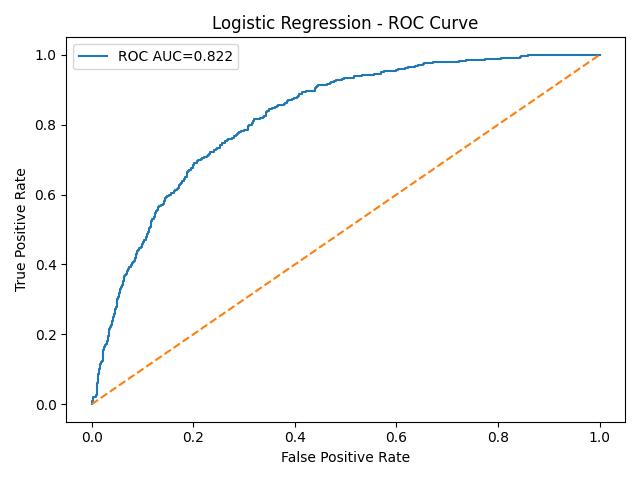 Logistic Regression - ROC Curve
ROC AUC=0.822
1.0
0.8
0.6
0.4
0.2
0.0
True Positive Rate
0.0 0.2 0.4 0.6 0.8 1.0
False Positive Rate